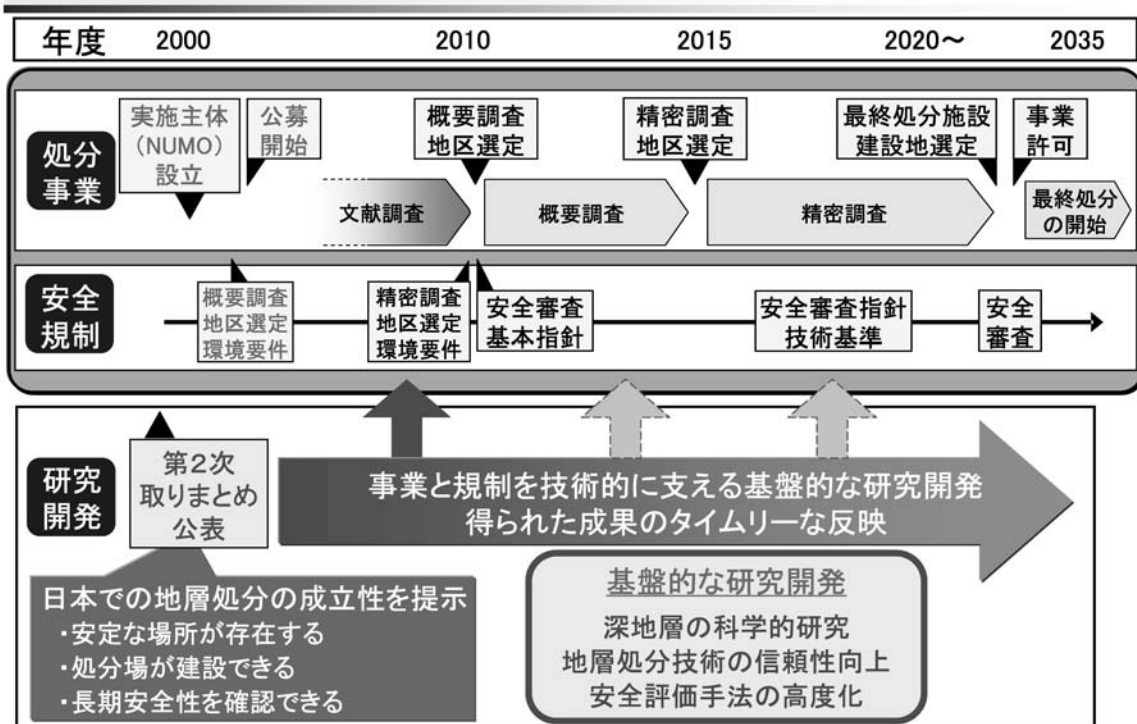 年度 2000 2010 2015 2020～ 2035
処分
事業
実施主体
(NUMO)
設立
公募
開始
概要調査
地区選定
精密調査
地区選定
最終処分施設
建設地選定
事業
許可
文献調査
概要調査
精密調査
最終処分
の開始
安全
規制
概要調査
地区選定
環境要件
精密調査
地区選定
環境要件
安全審査
基本指針
安全審査指針
技術基準
安全
審査
研究
開発
第2次
取りまとめ
公表
事業と規制を技術的に支える基盤的な研究開発
得られた成果のタイムリーな反映
日本での地層処分の成立性を提示
・安定な場所が存在する
・処分場が建設できる
・長期安全性を確認できる
基盤的な研究開発
深地層の科学的研究
地層処分技術の信頼性向上
安全評価手法の高度化